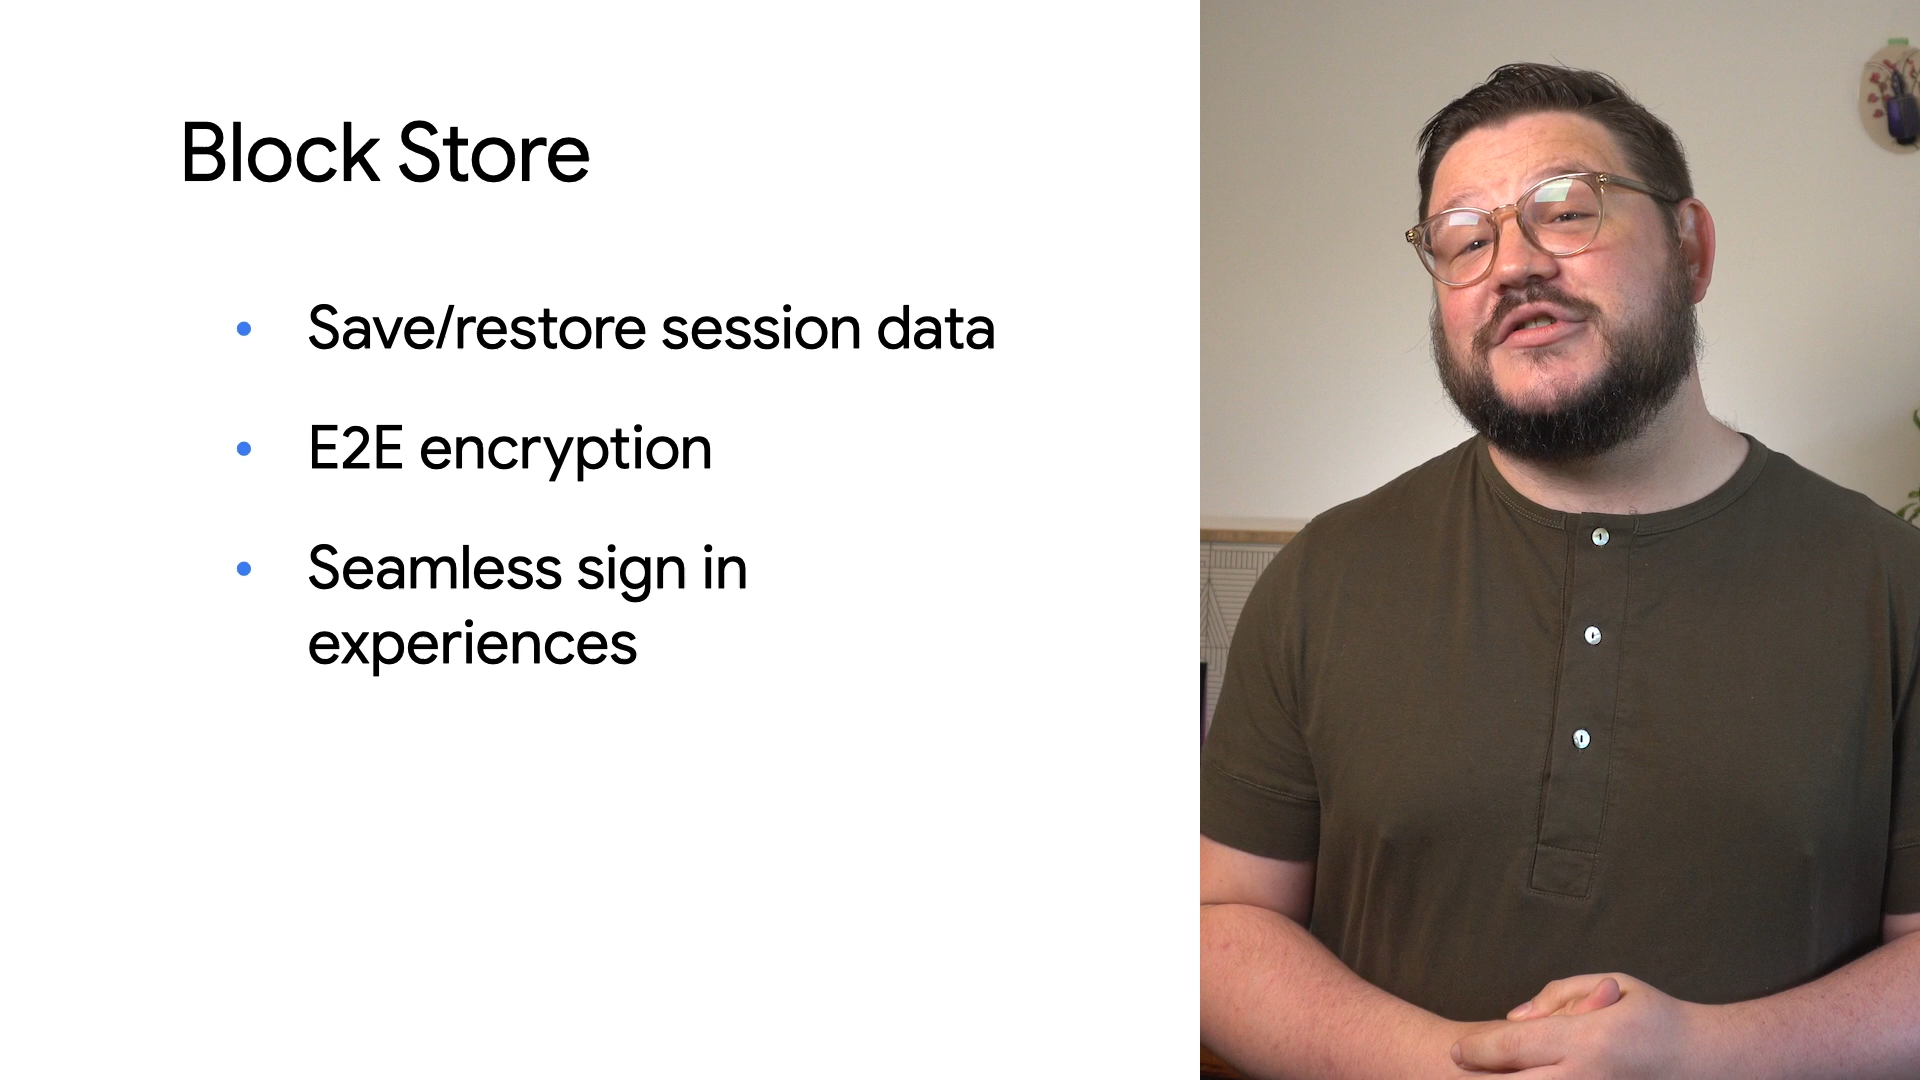 Block Store
Save/restore session data
E2E encryption
Seamless sign in
experiences